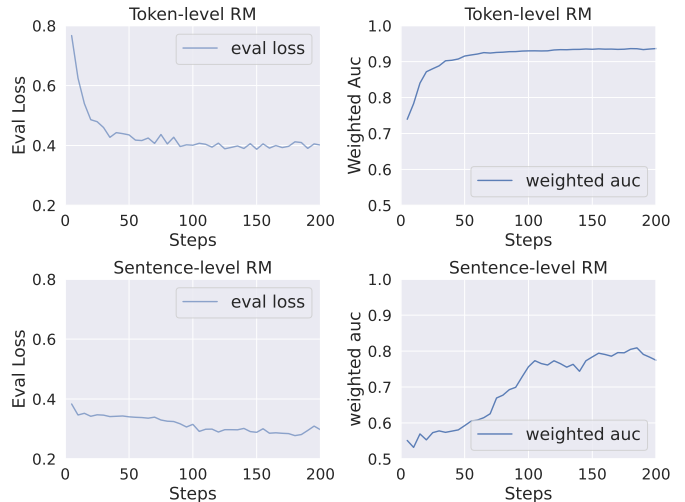 Token-level RM
Eval Loss
0.8
0.6
0.4
0.2
eval loss
0 50 100 150 200
Steps
Token-level RM
Weighted Auc
1.0
0.9
0.8
0.7
0.6
0.5
weighted auc
0 50 100 150 200
Steps
Sentence-level RM
Eval Loss
0.8
0.6
0.4
0.2
eval loss
0 50 100 150 200
Steps
Sentence-level RM
weighted auc
1.0
0.9
0.8
0.7
0.6
0.5
weighted auc
0 50 100 150 200
Steps